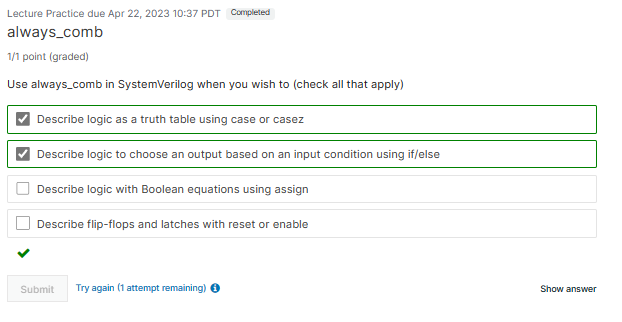 Lecture Practice due Apr 22, 2023 10:37 PDT Completed
always_comb
1/1 point (graded)
Use always_comb in SystemVerilog when you wish to (check all that apply)
Describe logic as a truth table using case or casez
Describe logic to choose an output based on an input condition using if/else
Describe logic with Boolean equations using assign
Describe flip-flops and latches with reset or enable
Submit Try again (1 attempt remaining) Show answer